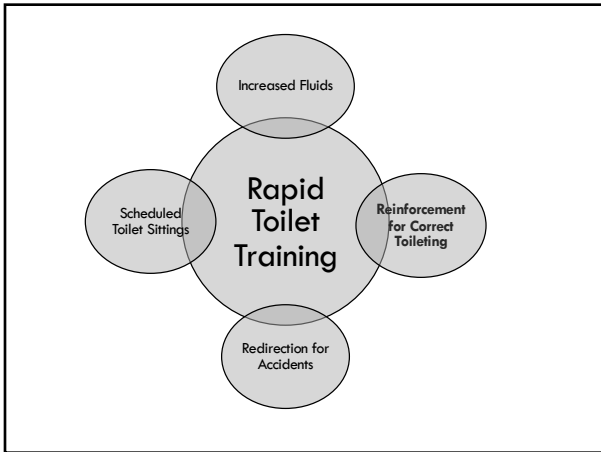 Increased Fluids
Rapid
Toilet
Training
Scheduled
Toilet Sittings
Reinforcement
for Correct
Toileting
Redirection for
Accidents